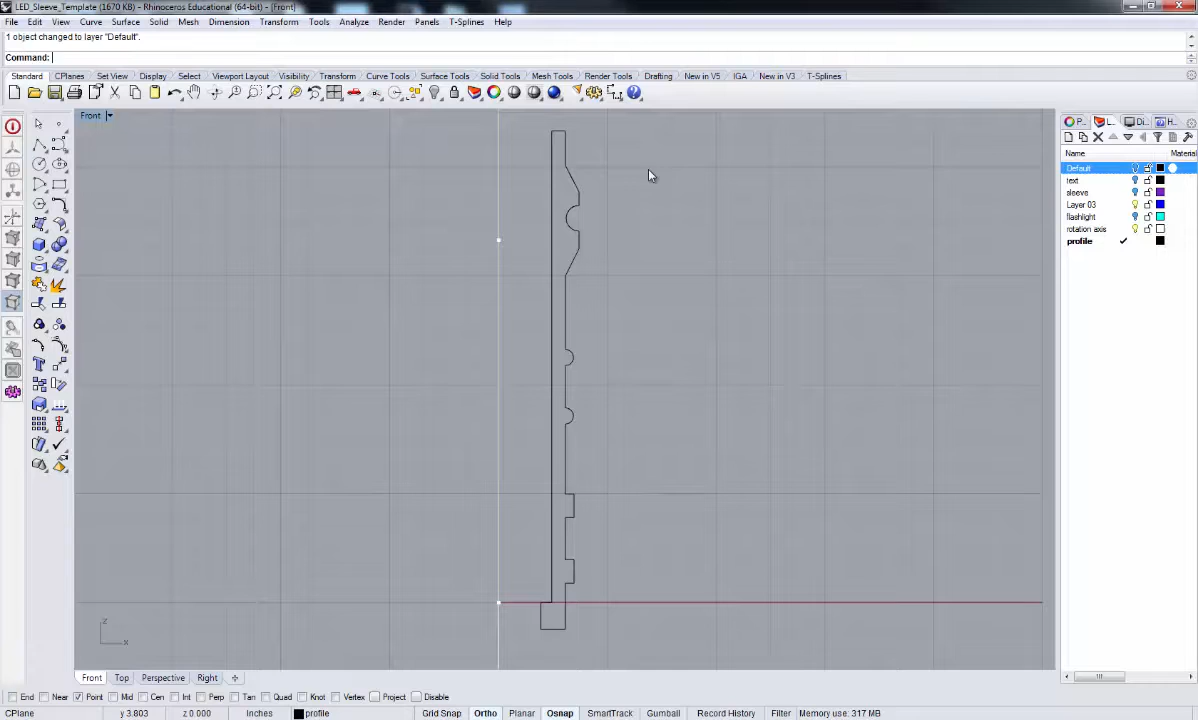 LED_Sleeve_Template (1670 KB) - Rhinoceros Educational (64-bit) - [Front]
File Edit View Curve Surface Solid Mesh Dimension Transform Tools Analyze Render Panels T-Splines Help
1 object changed to layer "Default".
Command:
Standard CPlanes Set View Display Select Viewport Layout Visibility Transform Curve Tools Surface Tools Solid Tools Mesh Tools Render Tools Drafting New in V5 IGA New in V3 T-Splines
Front
P... L... Di... H...
Name Material
Default
text
sleeve
Layer 03
flashlight
rotation axis
profile
z
x
Front Top Perspective Right
End Near Point Mid Cen Int Perp Tan Quad Knot Vertex Project Disable
CPlane y 3.803 z 0.000 Inches profile Grid Snap Ortho Planar Osnap SmartTrack Gumball Record History Filter Memory use: 317 MB